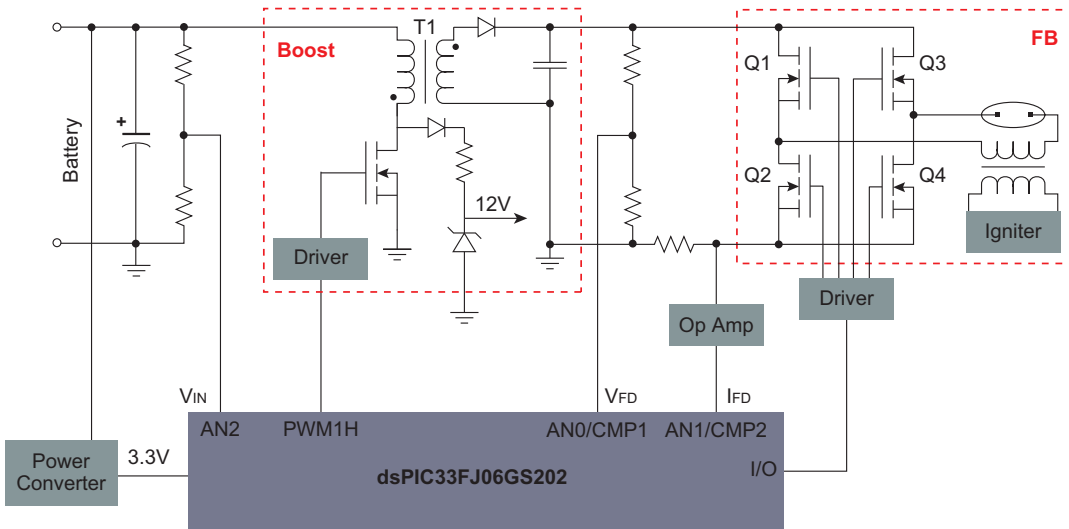 T1
Boost
FB
Q1
Q3
+
Battery
Q2
Q4
12V
Igniter
Driver
Driver
Op Amp
VIN
VFD
IFD
AN2
PWM1H
AN0/CMP1
AN1/CMP2
Power
Converter
3.3V
dsPIC33FJ06GS202
I/O